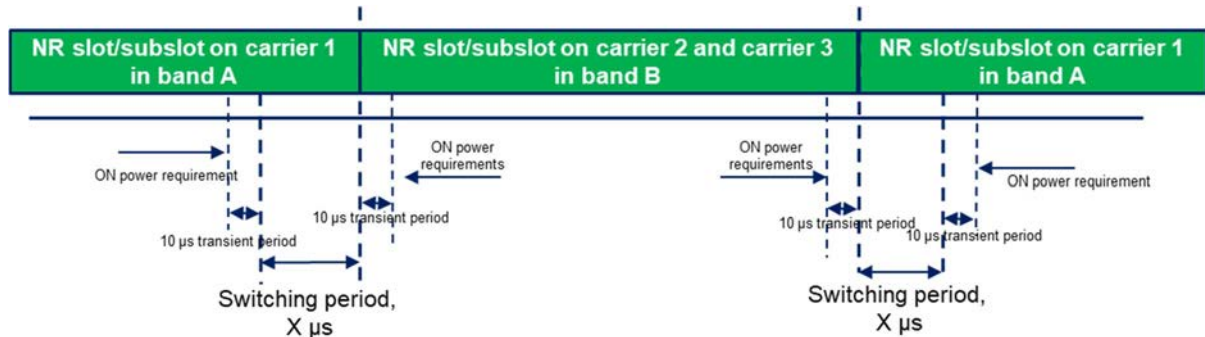 NR slot/subslot on carrier 1
in band A
NR slot/subslot on carrier 2 and carrier 3
in band B
NR slot/subslot on carrier 1
in band A
ON power requirement
10 µs transient period
Switching period,
X µs
ON power
requirements
10 µs transient period
ON power
requirements
10 µs transient period
Switching period,
X µs
ON power requirement
10 µs transient period